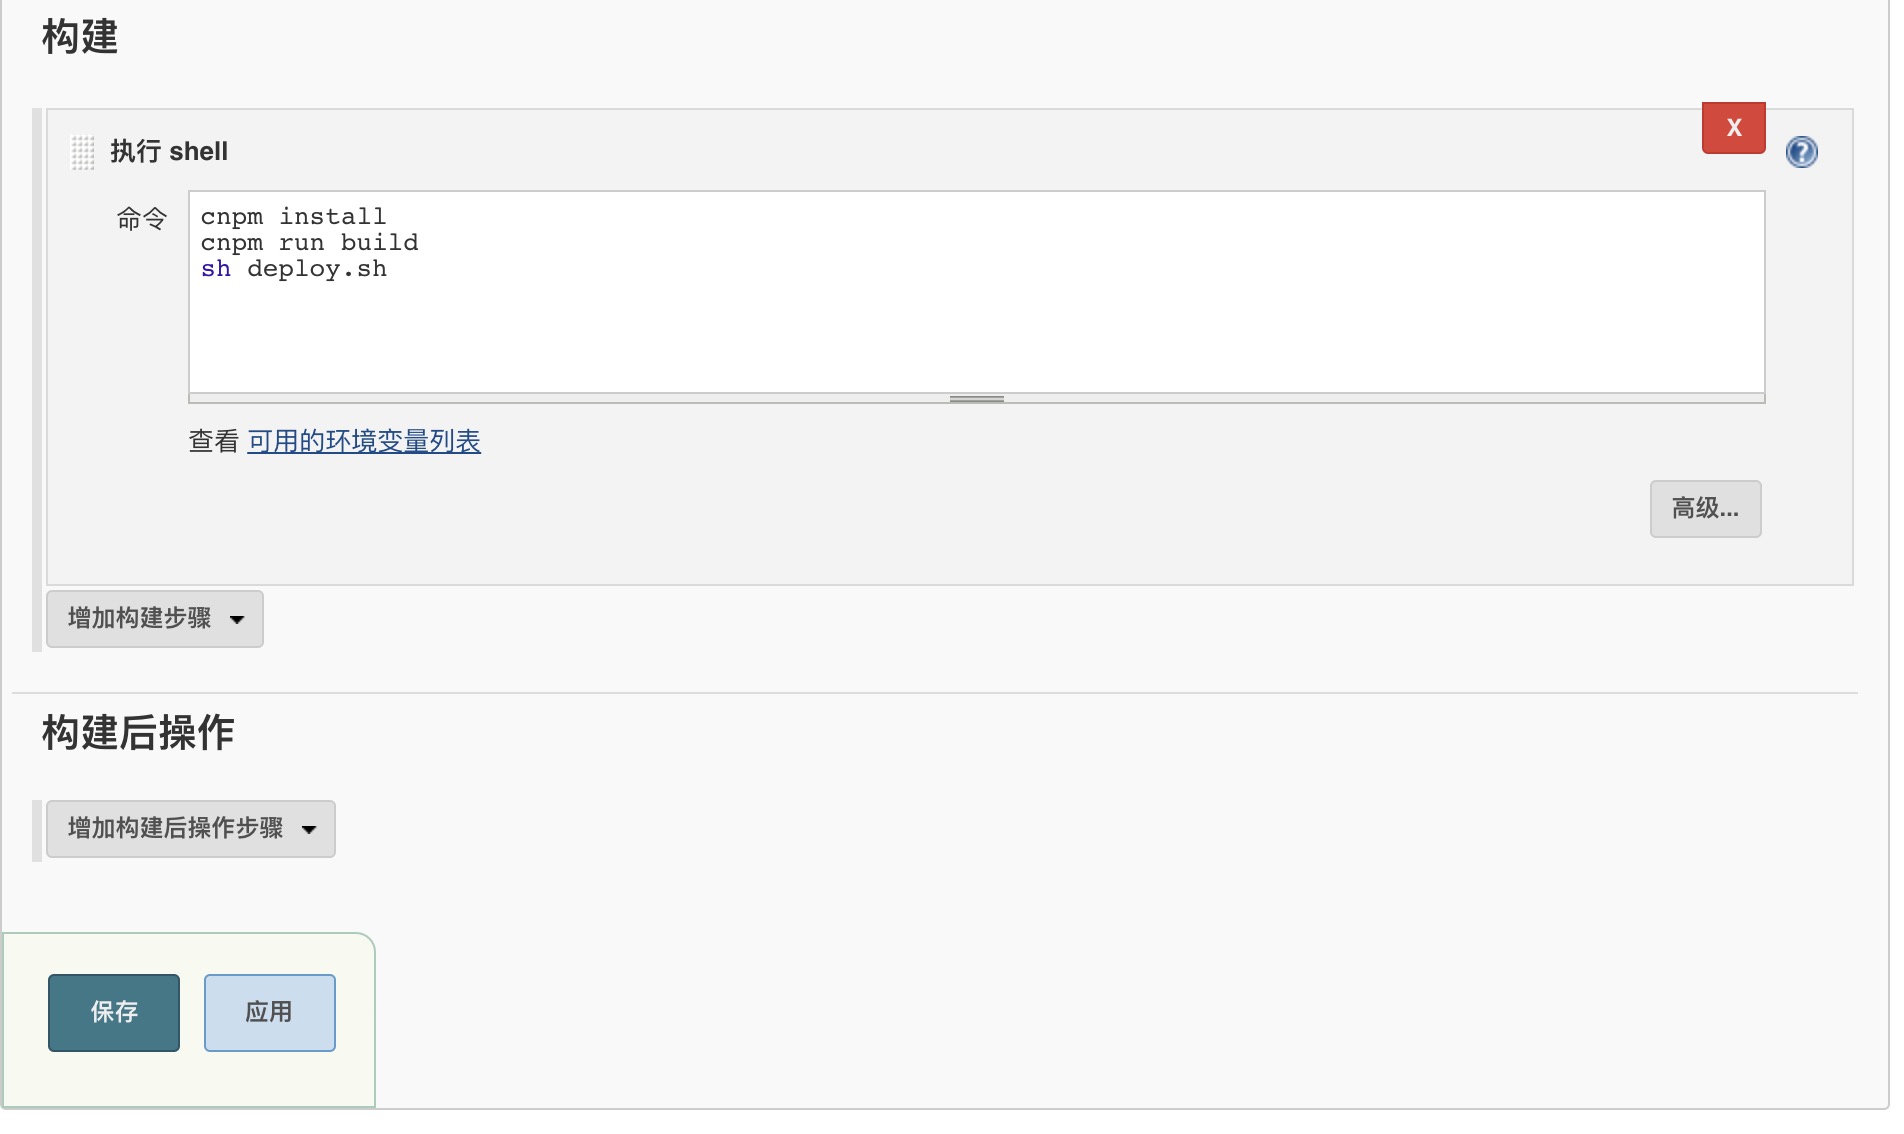 构建
执行 shell
X
?
命令
cnpm install
cnpm run build
sh deploy.sh
查看 可用的环境变量列表
高级...
增加构建步骤
构建后操作
增加构建后操作步骤
保存
应用